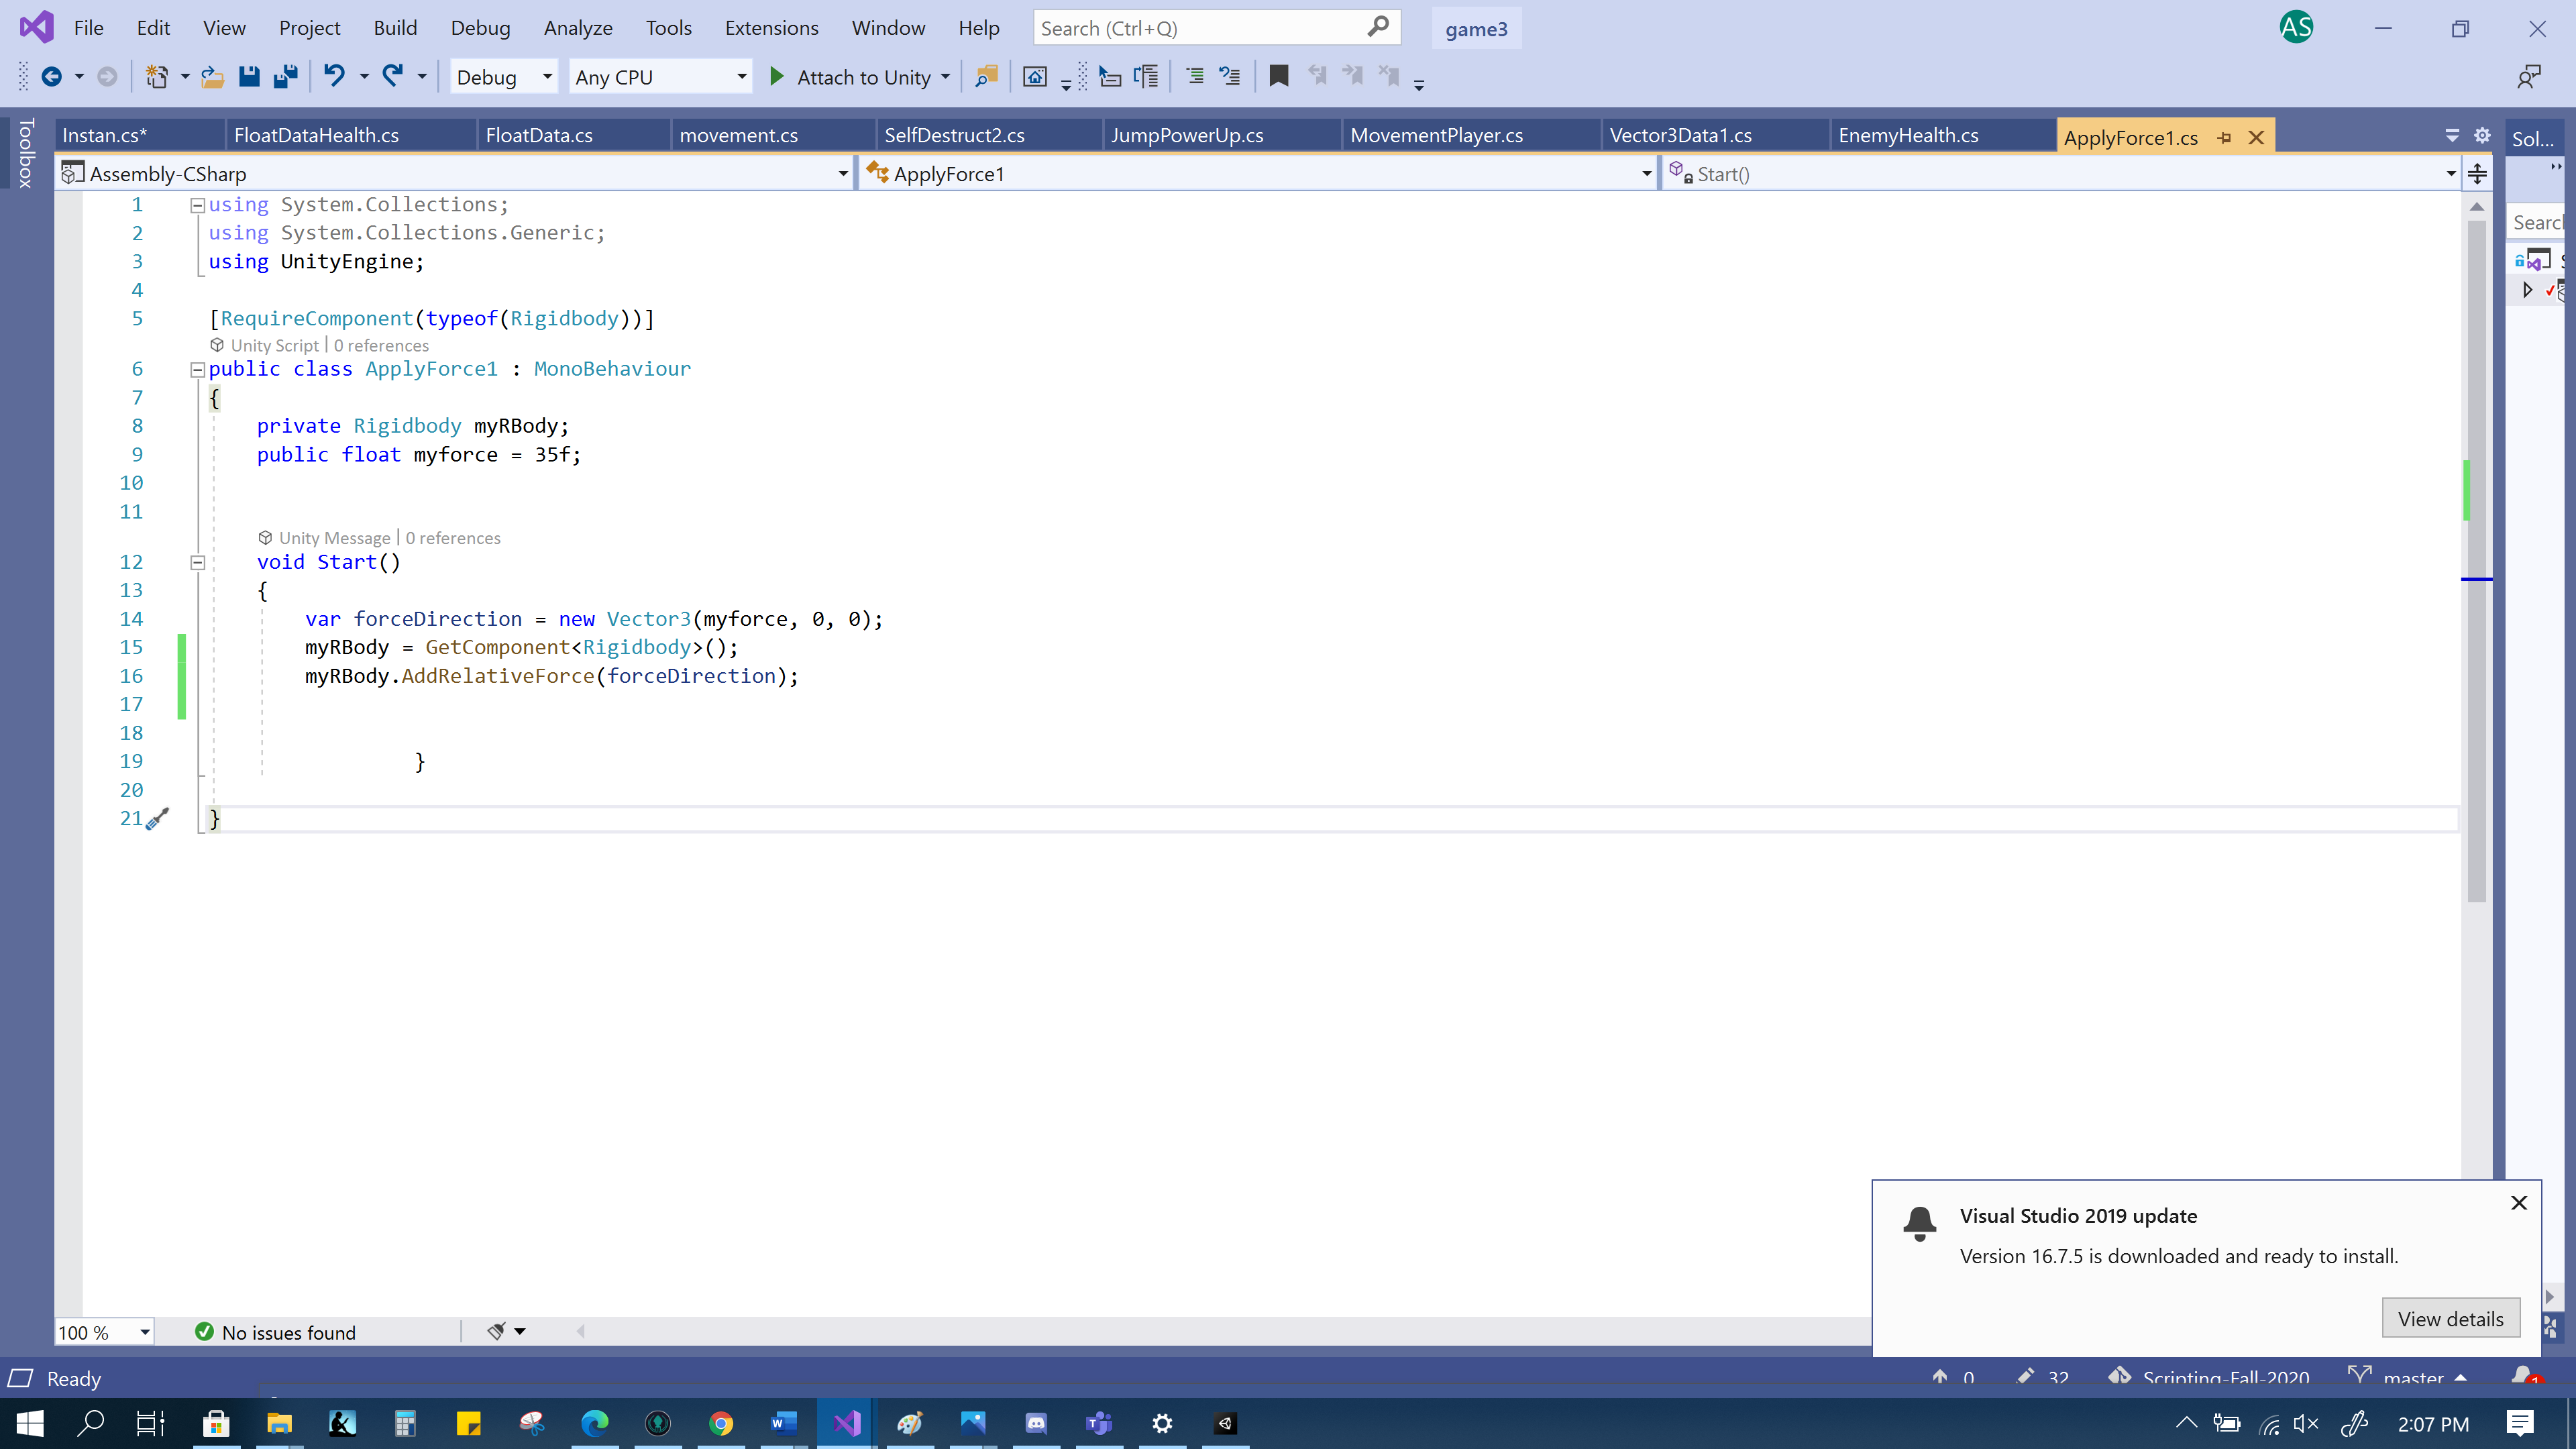 File Edit View Project Build Debug Analyze Tools Extensions Window Help Search (Ctrl+Q) game3 AS
Debug Any CPU Attach to Unity
Toolbox
Instan.cs* FloatDataHealth.cs FloatData.cs movement.cs SelfDestruct2.cs JumpPowerUp.cs MovementPlayer.cs Vector3Data1.cs EnemyHealth.cs ApplyForce1.cs Sol...
Assembly-CSharp ApplyForce1 Start()
1 using System.Collections;
2 using System.Collections.Generic;
3 using UnityEngine;
4
5 [RequireComponent(typeof(Rigidbody))]
Unity Script | 0 references
6 public class ApplyForce1 : MonoBehaviour
7 {
8 private Rigidbody myRBody;
9 public float myforce = 35f;
10
11
Unity Message | 0 references
12 void Start()
13 {
14 var forceDirection = new Vector3(myforce, 0, 0);
15 myRBody = GetComponent<Rigidbody>();
16 myRBody.AddRelativeForce(forceDirection);
17
18
19 }
20
21 }
Visual Studio 2019 update
Version 16.7.5 is downloaded and ready to install.
View details
100 % No issues found
Ready 0 32 Scripting-Fall-2020 master
2:07 PM